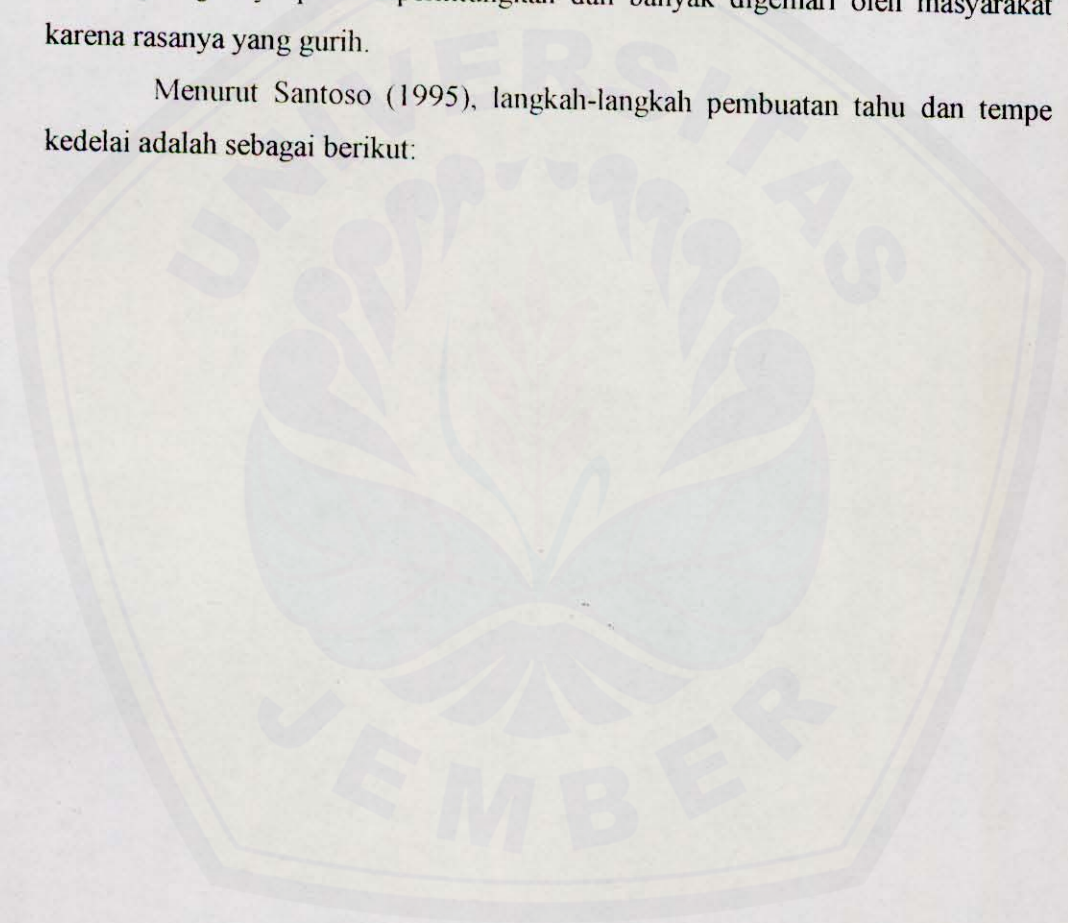 dan banyak digemari oleh masyarakat
karena rasanya yang gurih.
Menurut Santoso (1995), langkah-langkah pembuatan tahu dan tempe
kedelai adalah sebagai berikut:
UNIVERSITAS
JEMBER